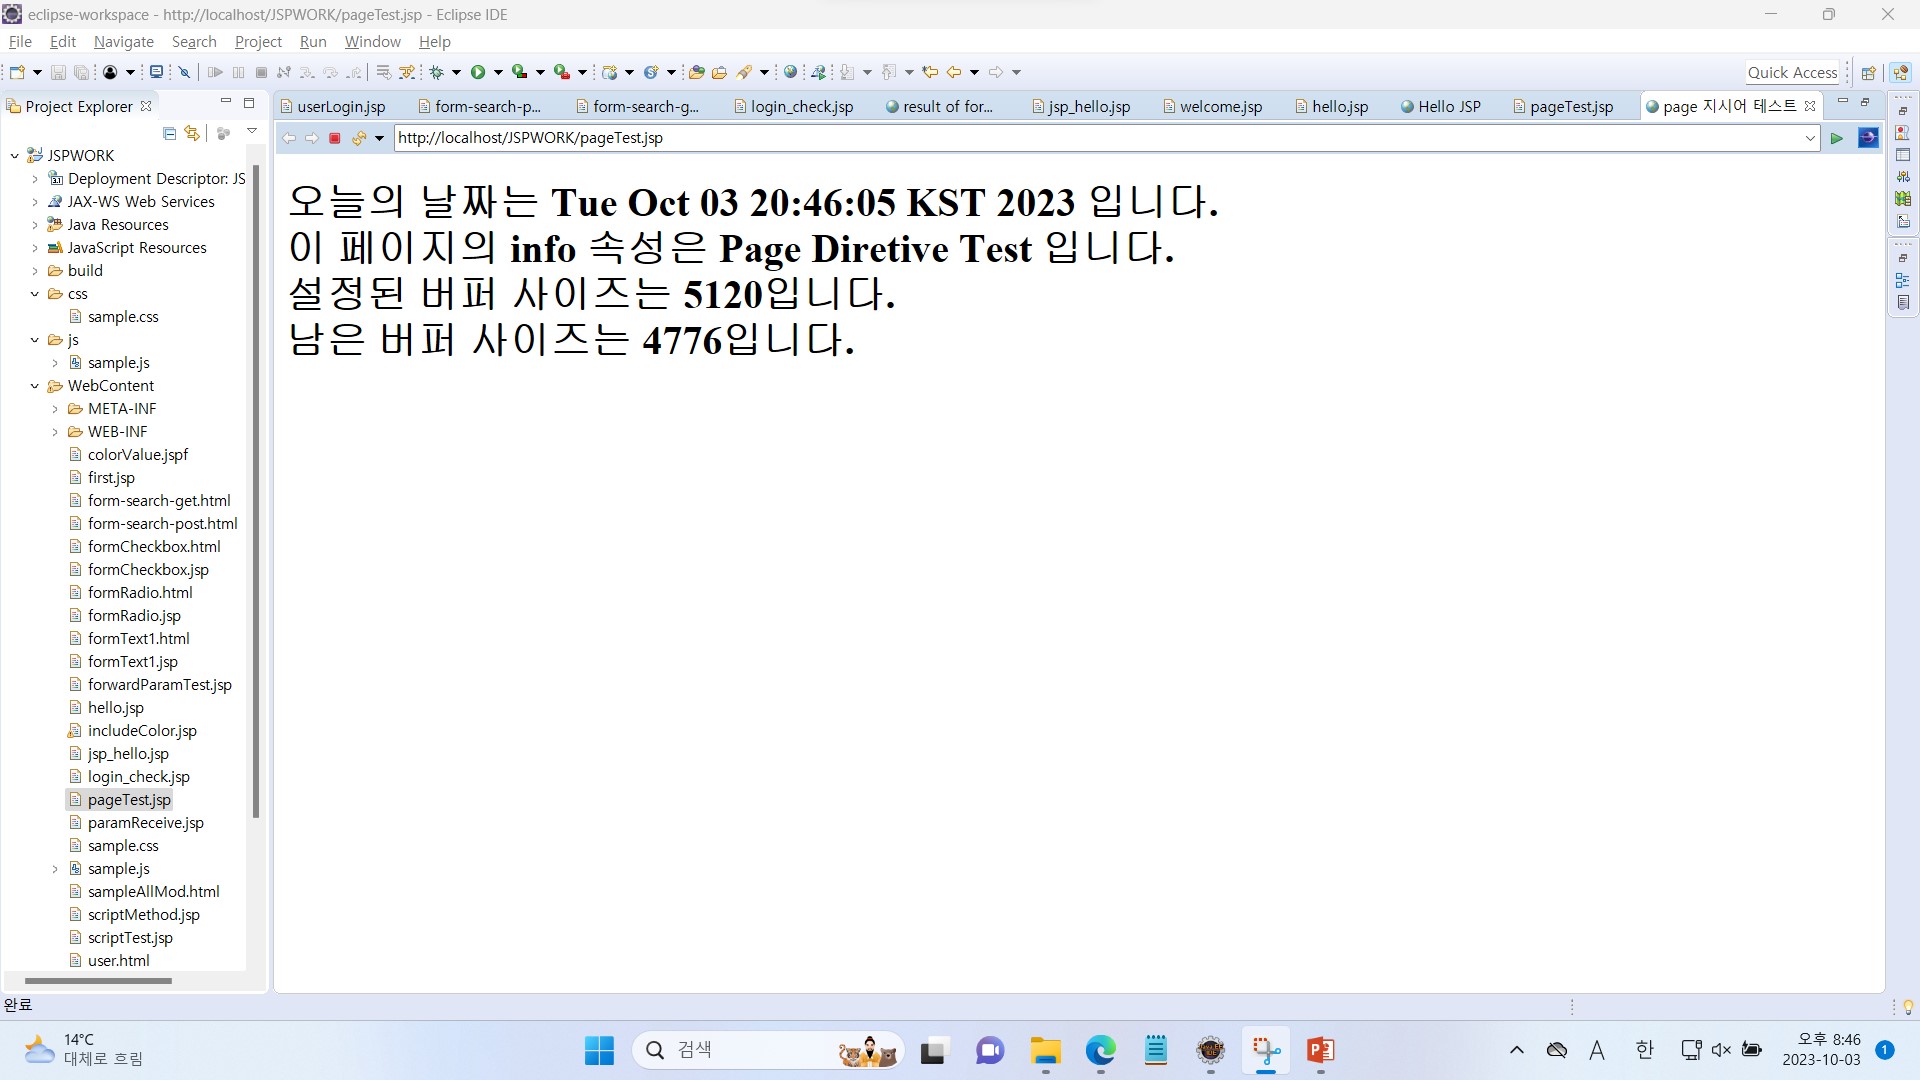 eclipse-workspace - http://localhost/JSPWORK/pageTest.jsp - Eclipse IDE
File Edit Navigate Search Project Run Window Help
Quick Access
Project Explorer
userLogin.jsp form-search-p... form-search-g... login_check.jsp result of for... jsp_hello.jsp welcome.jsp hello.jsp Hello JSP pageTest.jsp page 지시어 테스트
http://localhost/JSPWORK/pageTest.jsp
JSPWORK
Deployment Descriptor: JS
JAX-WS Web Services
Java Resources
JavaScript Resources
build
css
sample.css
js
sample.js
WebContent
META-INF
WEB-INF
colorValue.jspf
first.jsp
form-search-get.html
form-search-post.html
formCheckbox.html
formCheckbox.jsp
formRadio.html
formRadio.jsp
formText1.html
formText1.jsp
forwardParamTest.jsp
hello.jsp
includeColor.jsp
jsp_hello.jsp
login_check.jsp
pageTest.jsp
paramReceive.jsp
sample.css
sample.js
sampleAllMod.html
scriptMethod.jsp
scriptTest.jsp
user.html
오늘의 날짜는 Tue Oct 03 20:46:05 KST 2023 입니다.
이 페이지의 info 속성은 Page Diretive Test 입니다.
설정된 버퍼 사이즈는 5120입니다.
남은 버퍼 사이즈는 4776입니다.
완료
14°C
대체로 흐림
검색
A 한
오후 8:46
2023-10-03
1